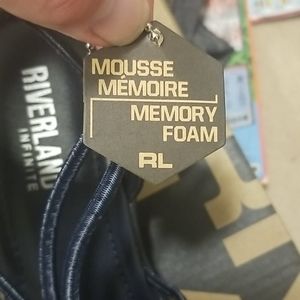 MOUSSE
MÉMOIRE
MEMORY
FOAM
RL
RIVERLAND
INFINITE